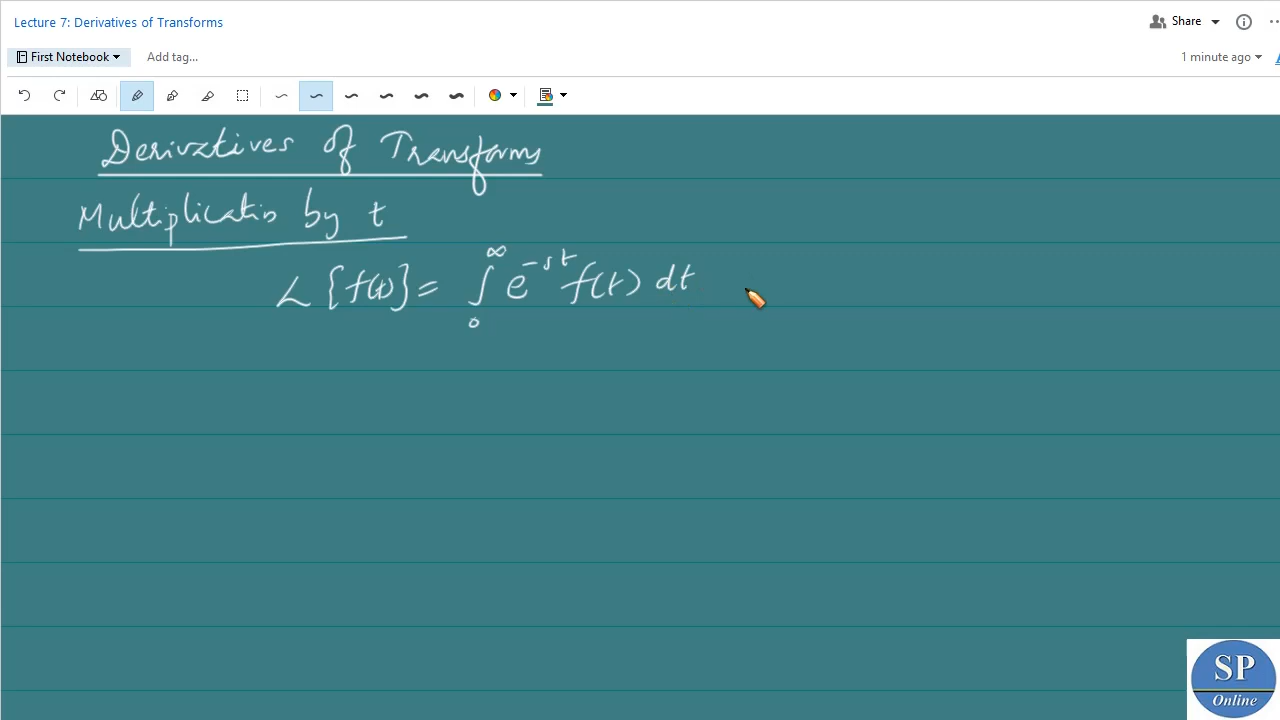 Lecture 7: Derivatives of Transforms
Share
First Notebook
Add tag...
1 minute ago
Derivatives of Transforms
Multiplicatio by t
L {f(t)} = ∫₀^∞ e^{-st} f(t) dt
SP
Online